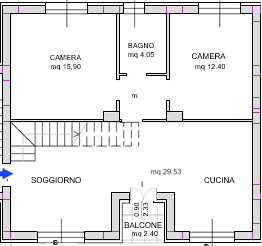 CAMERA
mq 15,90
BAGNO
mq 4.05
CAMERA
mq 12.40
m
mq 29.53
SOGGIORNO
CUCINA
0.90
2.33
BALCONE
mq 2.40